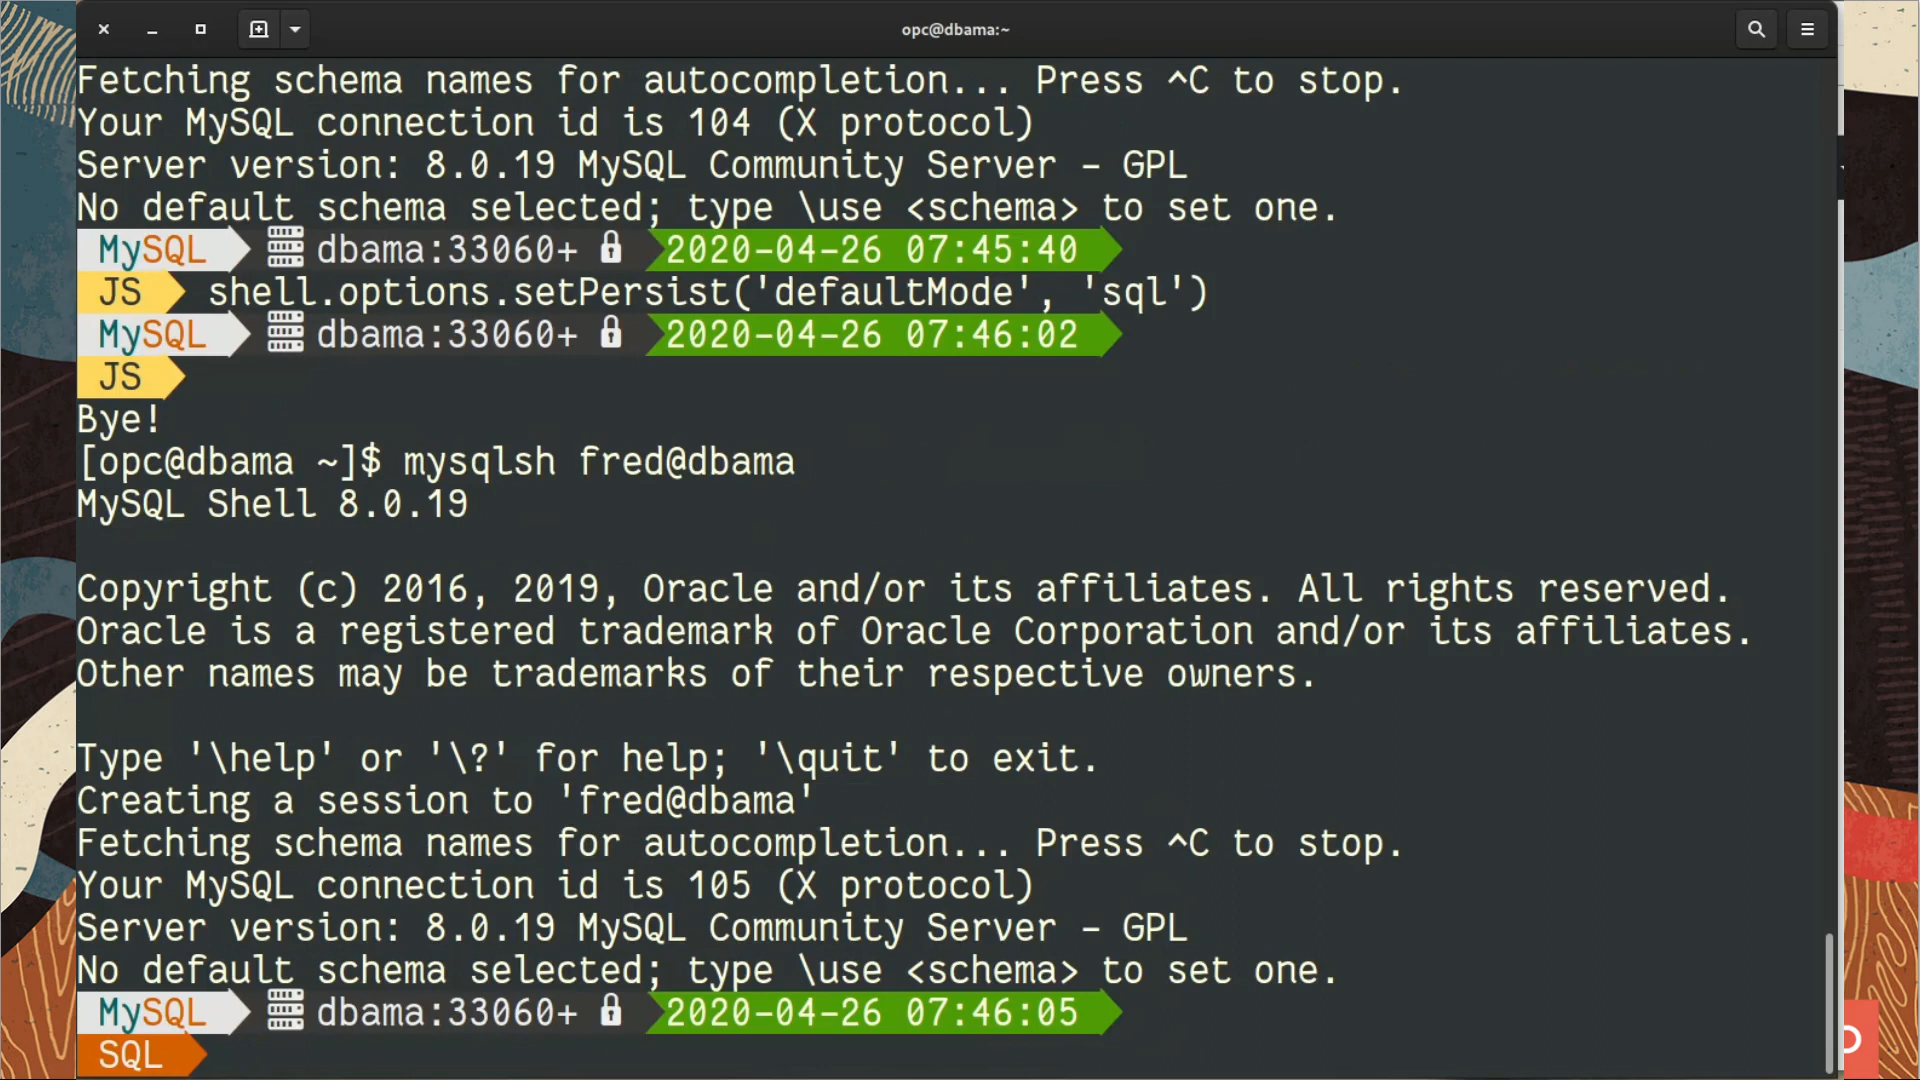 opc@dbama:~
Fetching schema names for autocompletion... Press ^C to stop.
Your MySQL connection id is 104 (X protocol)
Server version: 8.0.19 MySQL Community Server - GPL
No default schema selected; type \use <schema> to set one.
MySQL dbama:33060+ 2020-04-26 07:45:40
JS shell.options.setPersist('defaultMode', 'sql')
MySQL dbama:33060+ 2020-04-26 07:46:02
JS
Bye!
[opc@dbama ~]$ mysqlsh fred@dbama
MySQL Shell 8.0.19
Copyright (c) 2016, 2019, Oracle and/or its affiliates. All rights reserved.
Oracle is a registered trademark of Oracle Corporation and/or its affiliates.
Other names may be trademarks of their respective owners.
Type '\help' or '\?' for help; '\quit' to exit.
Creating a session to 'fred@dbama'
Fetching schema names for autocompletion... Press ^C to stop.
Your MySQL connection id is 105 (X protocol)
Server version: 8.0.19 MySQL Community Server - GPL
No default schema selected; type \use <schema> to set one.
MySQL dbama:33060+ 2020-04-26 07:46:05
SQL